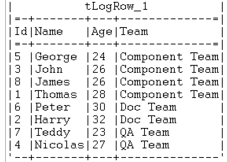 |          tLogRow_1          |
|=-+--------+---+-------------=|
|Id|Name    |Age|Team          |
|=-+--------+---+-------------=|
|5 |George  |24 |Component Team|
|3 |John    |26 |Component Team|
|8 |James   |26 |Component Team|
|1 |Thomas  |28 |Component Team|
|6 |Peter   |30 |Doc Team      |
|2 |Harry   |32 |Doc Team      |
|7 |Teddy   |23 |QA Team       |
|4 |Nicolas |27 |QA Team       |